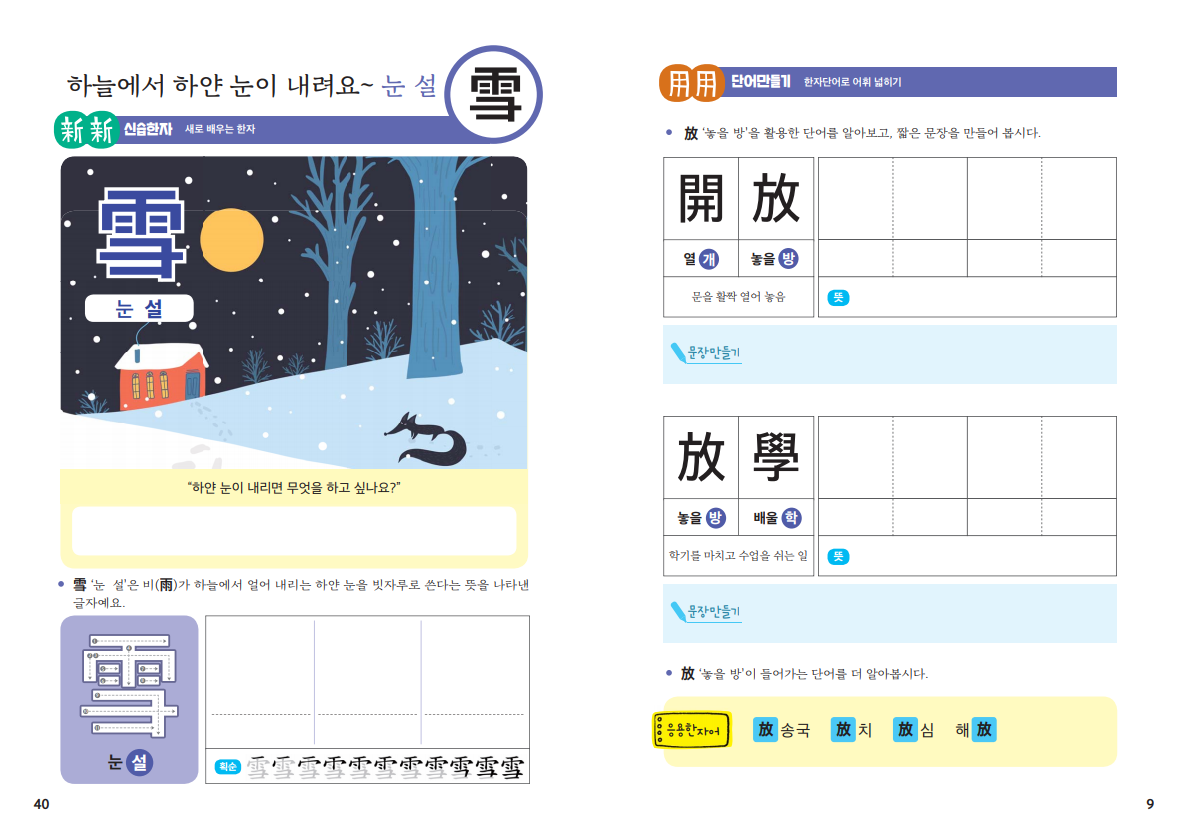 하늘에서 하얀 눈이 내려요~ 눈 설
雪
新新 신습한자 새로 배우는 한자
雪
눈 설
“하얀 눈이 내리면 무엇을 하고 싶나요?”
雪 ‘눈 설’은 비(雨)가 하늘에서 얼어 내리는 하얀 눈을 빗자루로 쓴다는 뜻을 나타낸
글자예요.
눈 설
획순 雪 雪 雪 雪 雪 雪 雪 雪 雪 雪 雪
40
用用 단어만들기 한자단어로 어휘 넓히기
放 ‘놓을 방’을 활용한 단어를 알아보고, 짧은 문장을 만들어 봅시다.
開 放
열 개 놓을 방
문을 활짝 열어 놓음 뜻
문장만들기
放 學
놓을 방 배울 학
학기를 마치고 수업을 쉬는 일 뜻
문장만들기
放 ‘놓을 방’이 들어가는 단어를 더 알아봅시다.
응용한자어 放송국 放치 放심 해放
9